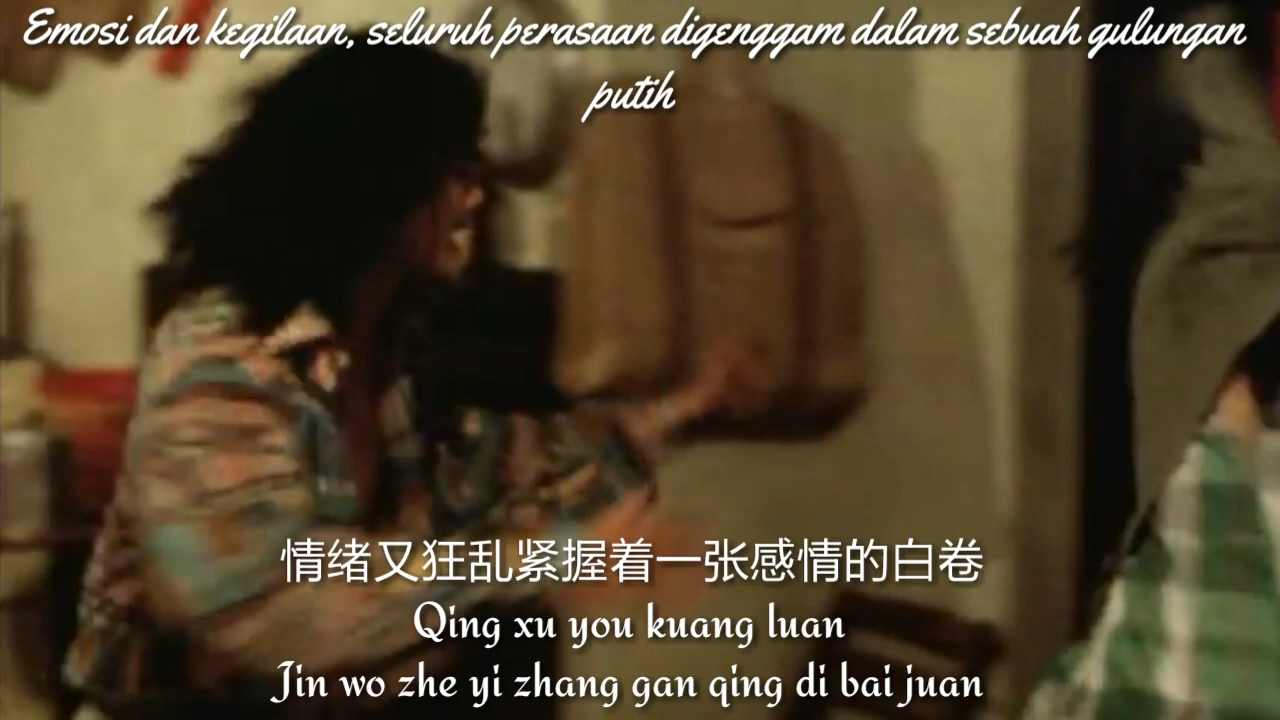 Emosi dan kegilaan, seluruh perasaan digenggam dalam sebuah gulungan
putih
情绪又狂乱紧握着一张感情的白卷
Qing xu you kuang luan
Jin wo zhe yi zhang gan qing di bai juan